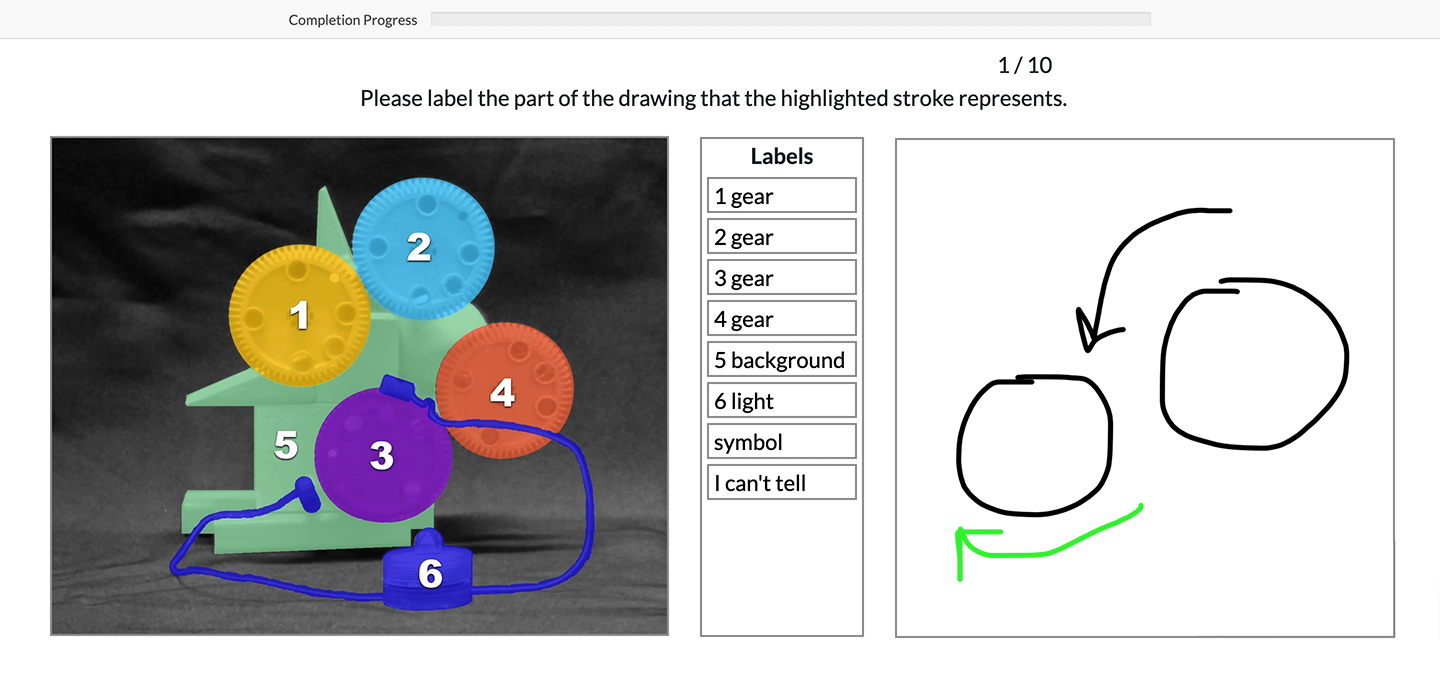 Completion Progress
1 / 10
Please label the part of the drawing that the highlighted stroke represents.
Labels
1 gear
2 gear
3 gear
4 gear
5 background
6 light
symbol
I can't tell
2
1
4
5
3
6